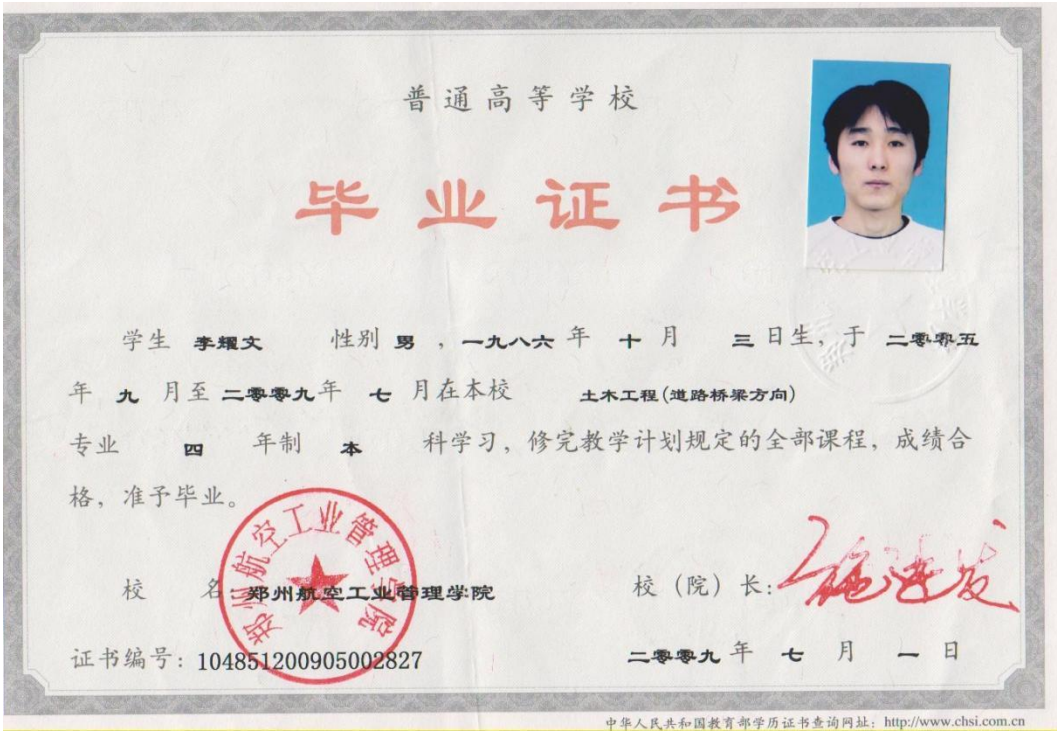 普通高等学校
毕业证书
学生 李耀文 性别 男 ，一九八六 年 十 月 三 日生，于 二零零五
年 九 月至 二零零九 年 七 月在本校 土木工程(道路桥梁方向)
专业 四 年制 本 科学习，修完教学计划规定的全部课程，成绩合
格，准予毕业。
郑州航空工业管理学院
校 名：郑州航空工业管理学院 校（院）长：
证书编号：104851200905002827 二零零九 年 七 月 一 日
中华人民共和国教育部学历证书查询网址：http://www.chsi.com.cn